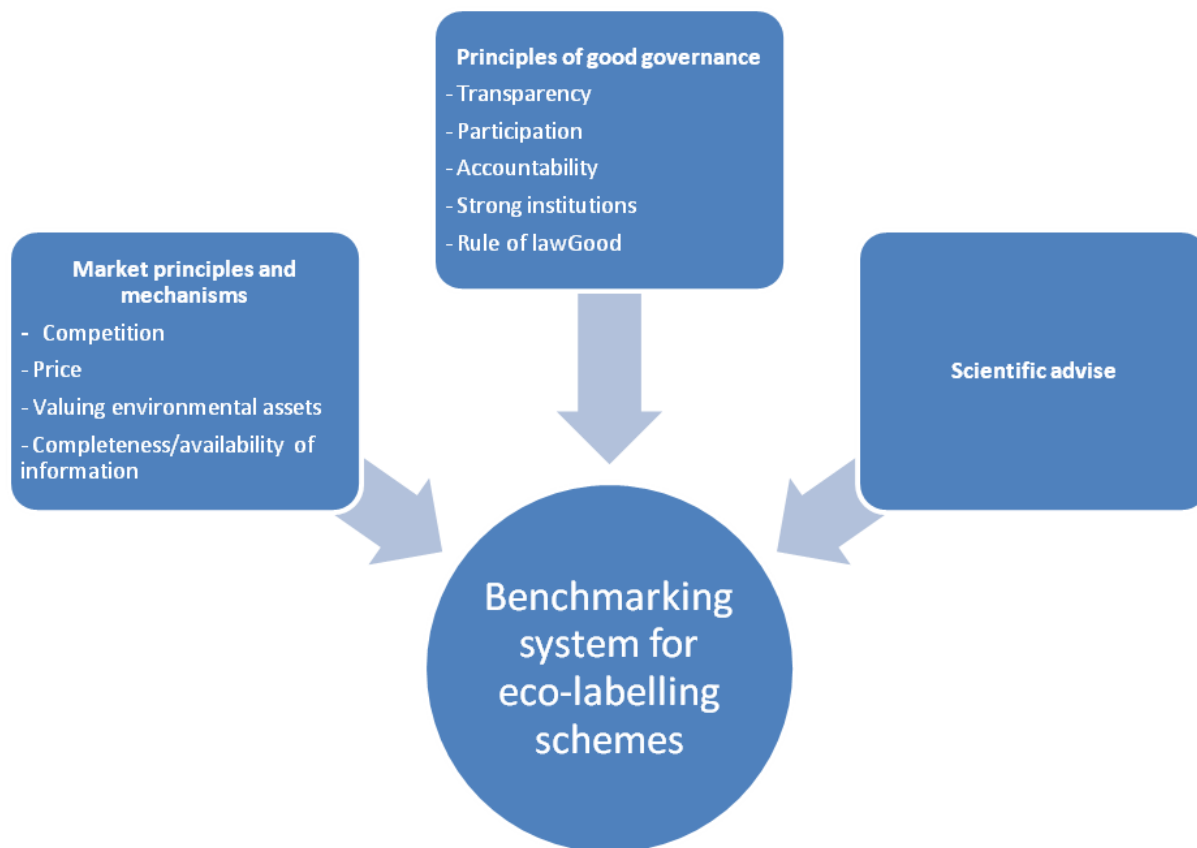 Principles of good governance
- Transparency
- Participation
- Accountability
- Strong institutions
- Rule of lawGood
Market principles and
mechanisms
- Competition
- Price
- Valuing environmental assets
- Completeness/availability of
information
Scientific advise
Benchmarking
system for
eco-labelling
schemes